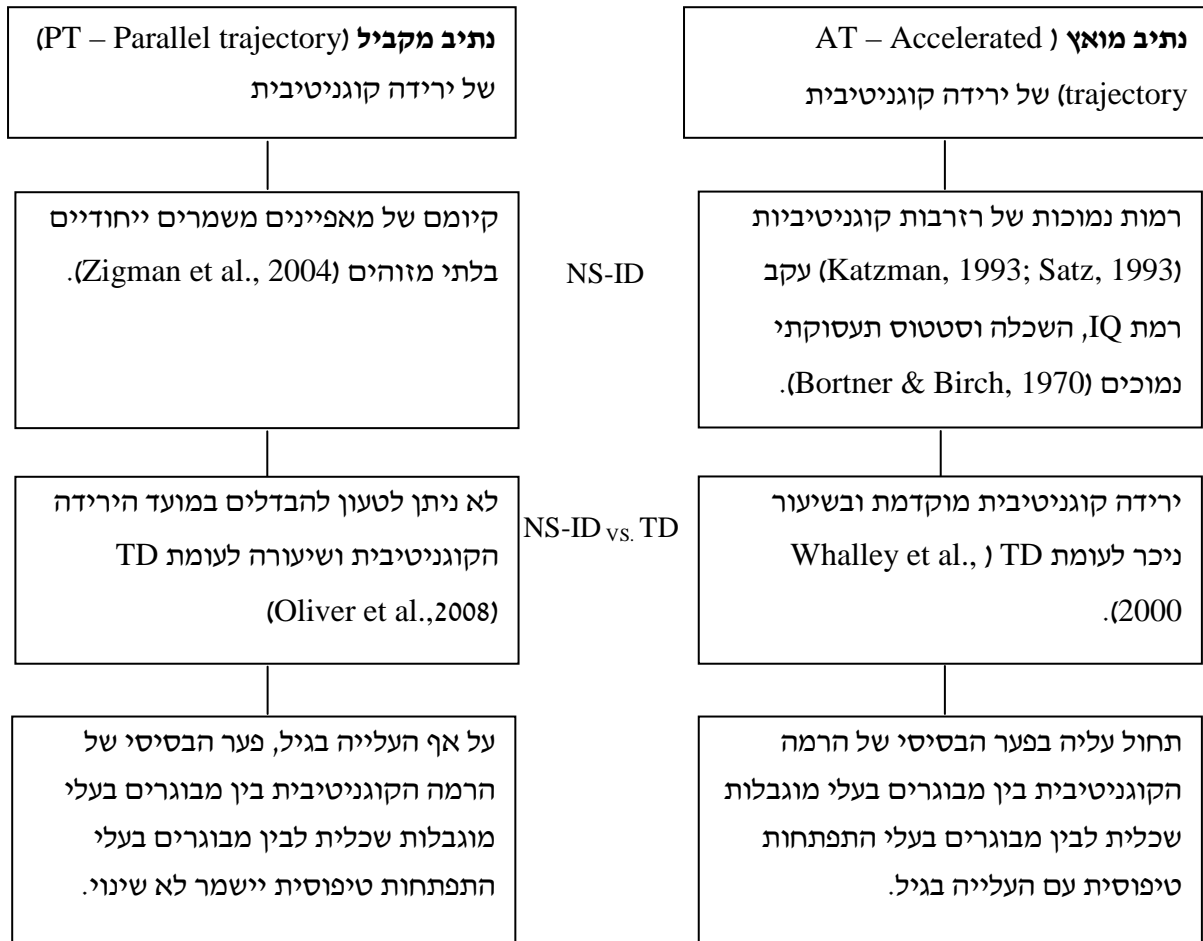 נתיב מואץ ( AT – Accelerated
trajectory) של ירידה קוגניטיבית
נתיב מקביל (PT – Parallel trajectory)
של ירידה קוגניטיבית
רמות נמוכות של רזרבות קוגניטיביות
(Katzman, 1993; Satz, 1993) עקב
רמת IQ, השכלה וסטטוס תעסוקתי
נמוכים (Bortner & Birch, 1970).
NS-ID
קיומם של מאפיינים משמרים ייחודיים
בלתי מזוהים (Zigman et al., 2004).
ירידה קוגניטיבית מוקדמת ובשיעור
ניכר לעומת TD ( Whalley et al.,
2000).
NS-ID VS. TD
לא ניתן לטעון להבדלים במועד הירידה
הקוגניטיבית ושיעורה לעומת TD
(Oliver et al.,2008)
תחול עליה בפער הבסיסי של הרמה
הקוגניטיבית בין מבוגרים בעלי מוגבלות
שכלית לבין מבוגרים בעלי התפתחות
טיפוסית עם העלייה בגיל.
על אף העלייה בגיל, פער הבסיסי של
הרמה הקוגניטיבית בין מבוגרים בעלי
מוגבלות שכלית לבין מבוגרים בעלי
התפתחות טיפוסית יישמר לא שינוי.